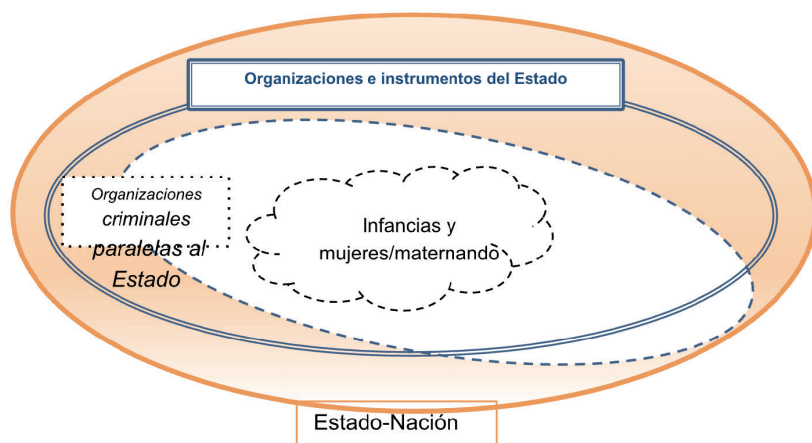 Organizaciones e instrumentos del Estado
Organizaciones
criminales
paralelas al
Estado
Infancias y
mujeres/maternando
Estado-Nación